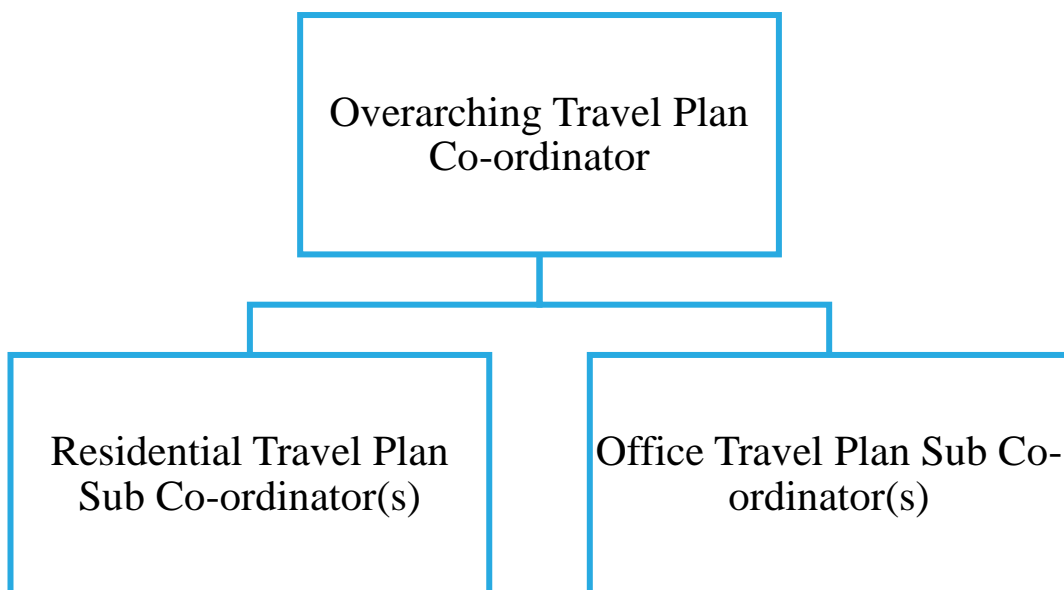 Overarching Travel Plan
Co-ordinator
Residential Travel Plan
Sub Co-ordinator(s)
Office Travel Plan Sub Co-
ordinator(s)